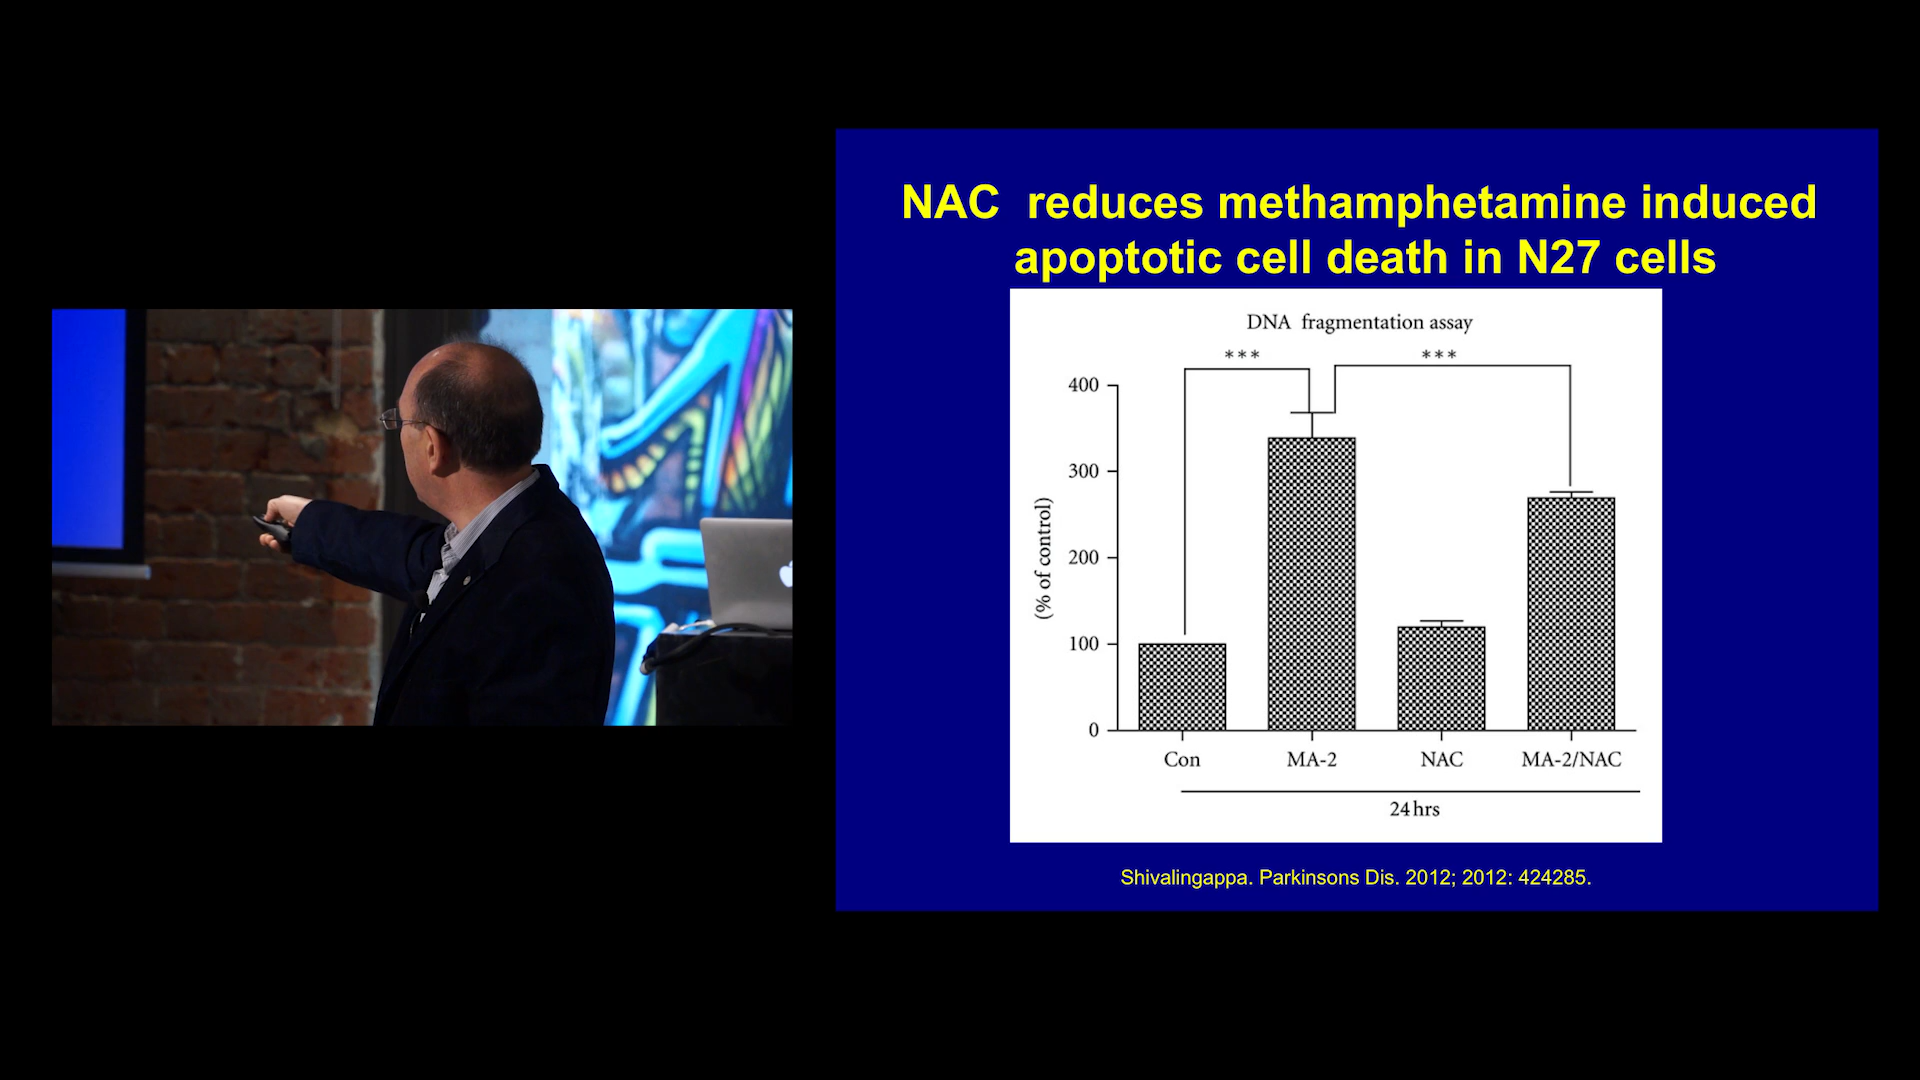 NAC reduces methamphetamine induced
apoptotic cell death in N27 cells
DNA fragmentation assay
*** ***
400
300
200
100
0
(% of control)
Con MA-2 NAC MA-2/NAC
24 hrs
Shivalingappa. Parkinsons Dis. 2012; 2012: 424285.